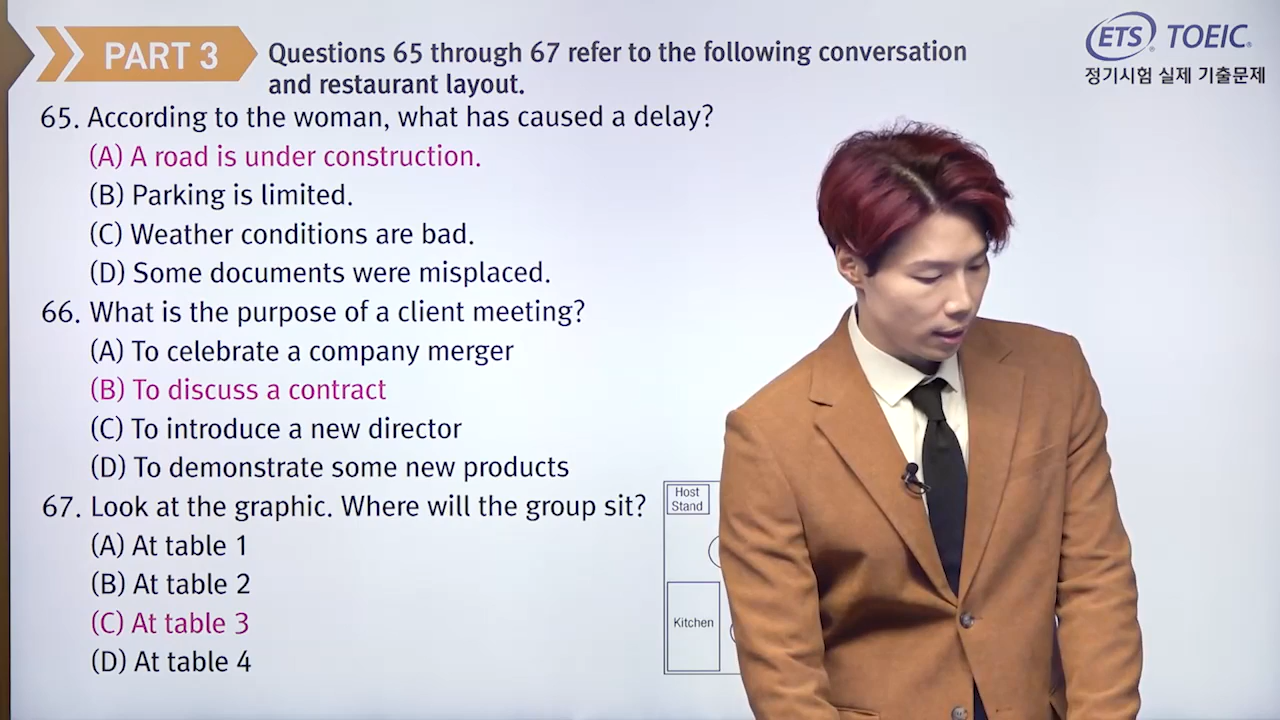 PART 3
Questions 65 through 67 refer to the following conversation
and restaurant layout.
ETS TOEIC
정기시험 실제 기출문제
65. According to the woman, what has caused a delay?
(A) A road is under construction.
(B) Parking is limited.
(C) Weather conditions are bad.
(D) Some documents were misplaced.
66. What is the purpose of a client meeting?
(A) To celebrate a company merger
(B) To discuss a contract
(C) To introduce a new director
(D) To demonstrate some new products
67. Look at the graphic. Where will the group sit?
(A) At table 1
(B) At table 2
(C) At table 3
(D) At table 4
Host
Stand
Kitchen